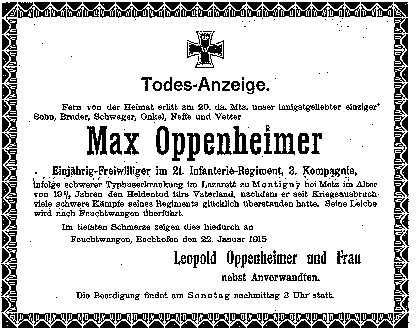 Todes-Anzeige.
Fern von der Heimat erlitt am 20. ds. Mts. unser innigstgeliebter einziger
Sohn, Bruder, Schwager, Onkel, Neffe und Vetter
Max Oppenheimer
Einjährig-Freiwilliger im 21. Infanterie-Regiment, 3. Kompagnie,
infolge schwerer Typhuserkrankung im Lazarett zu Montigny bei Metz im Alter
von Jahren den Heldentod fürs Vaterland, nachdem er seit Kriegsausbruch
viele schwere Kämpfe seines Regiments glücklich überstanden hatte. Seine Leiche
wird nach Feuchtwangen überführt.
Im tiefsten Schmerze zeigen dies hiedurch an
Feuchtwangen, Bechhofen den 22. Januar 1915
Leopold Oppenheimer und Frau
nebst Anverwandten.
Die Beerdigung findet am Sonntag nachmittag Uhr statt.